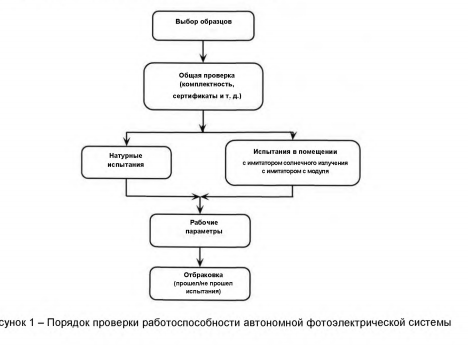 Выбор образцов
Общая проверка
(комплектность,
сертификаты и т. д.)
Натурные
испытания
Испытания в помещении
с имитатором солнечного излучения
с имитатором с модуля
Рабочие
параметры
Отбраковка
(прошел/не прошел
испытания)
сунок 1 – Порядок проверки работоспособности автономной фотоэлектрической системы